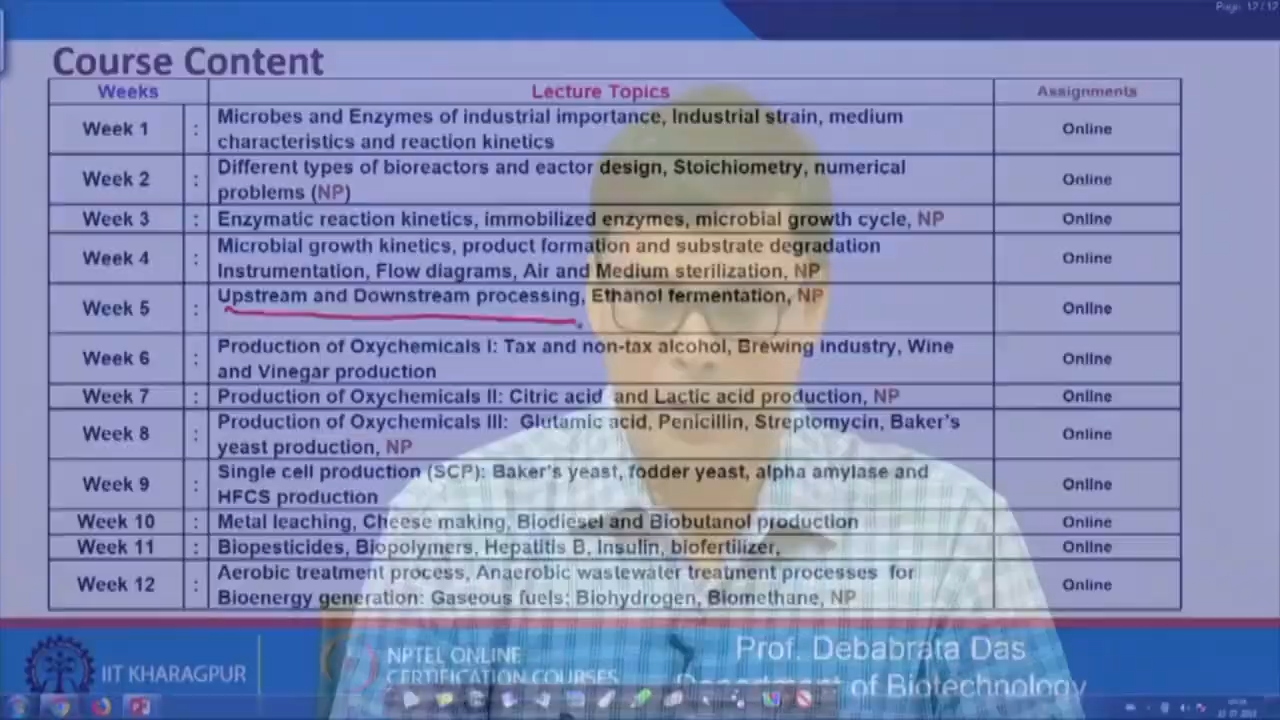 Page 17/17
Course Content
Weeks Lecture Topics Assignments
Week 1 : Microbes and Enzymes of industrial importance, Industrial strain, medium
characteristics and reaction kinetics Online
Week 2 : Different types of bioreactors and eactor design, Stoichiometry, numerical
problems (NP) Online
Week 3 : Enzymatic reaction kinetics, immobilized enzymes, microbial growth cycle, NP Online
Week 4 : Microbial growth kinetics, product formation and substrate degradation
Instrumentation, Flow diagrams, Air and Medium sterilization, NP Online
Week 5 : Upstream and Downstream processing, Ethanol fermentation, NP Online
Week 6 : Production of Oxychemicals I: Tax and non-tax alcohol, Brewing industry, Wine
and Vinegar production Online
Week 7 : Production of Oxychemicals II: Citric acid and Lactic acid production, NP Online
Week 8 : Production of Oxychemicals III: Glutamic acid, Penicillin, Streptomycin, Baker's
yeast production, NP Online
Week 9 : Single cell production (SCP): Baker's yeast, fodder yeast, alpha amylase and
HFCS production Online
Week 10 : Metal leaching, Cheese making, Biodiesel and Biobutanol production Online
Week 11 : Biopesticides, Biopolymers, Hepatitis B, Insulin, biofertilizer, Online
Week 12 : Aerobic treatment process, Anaerobic wastewater treatment processes for
Bioenergy generation: Gaseous fuels; Biohydrogen, Biomethane, NP Online
IIT KHARAGPUR
NPTEL ONLINE
CERTIFICATION COURSES
Prof. Debabrata Das
Department of Biotechnology